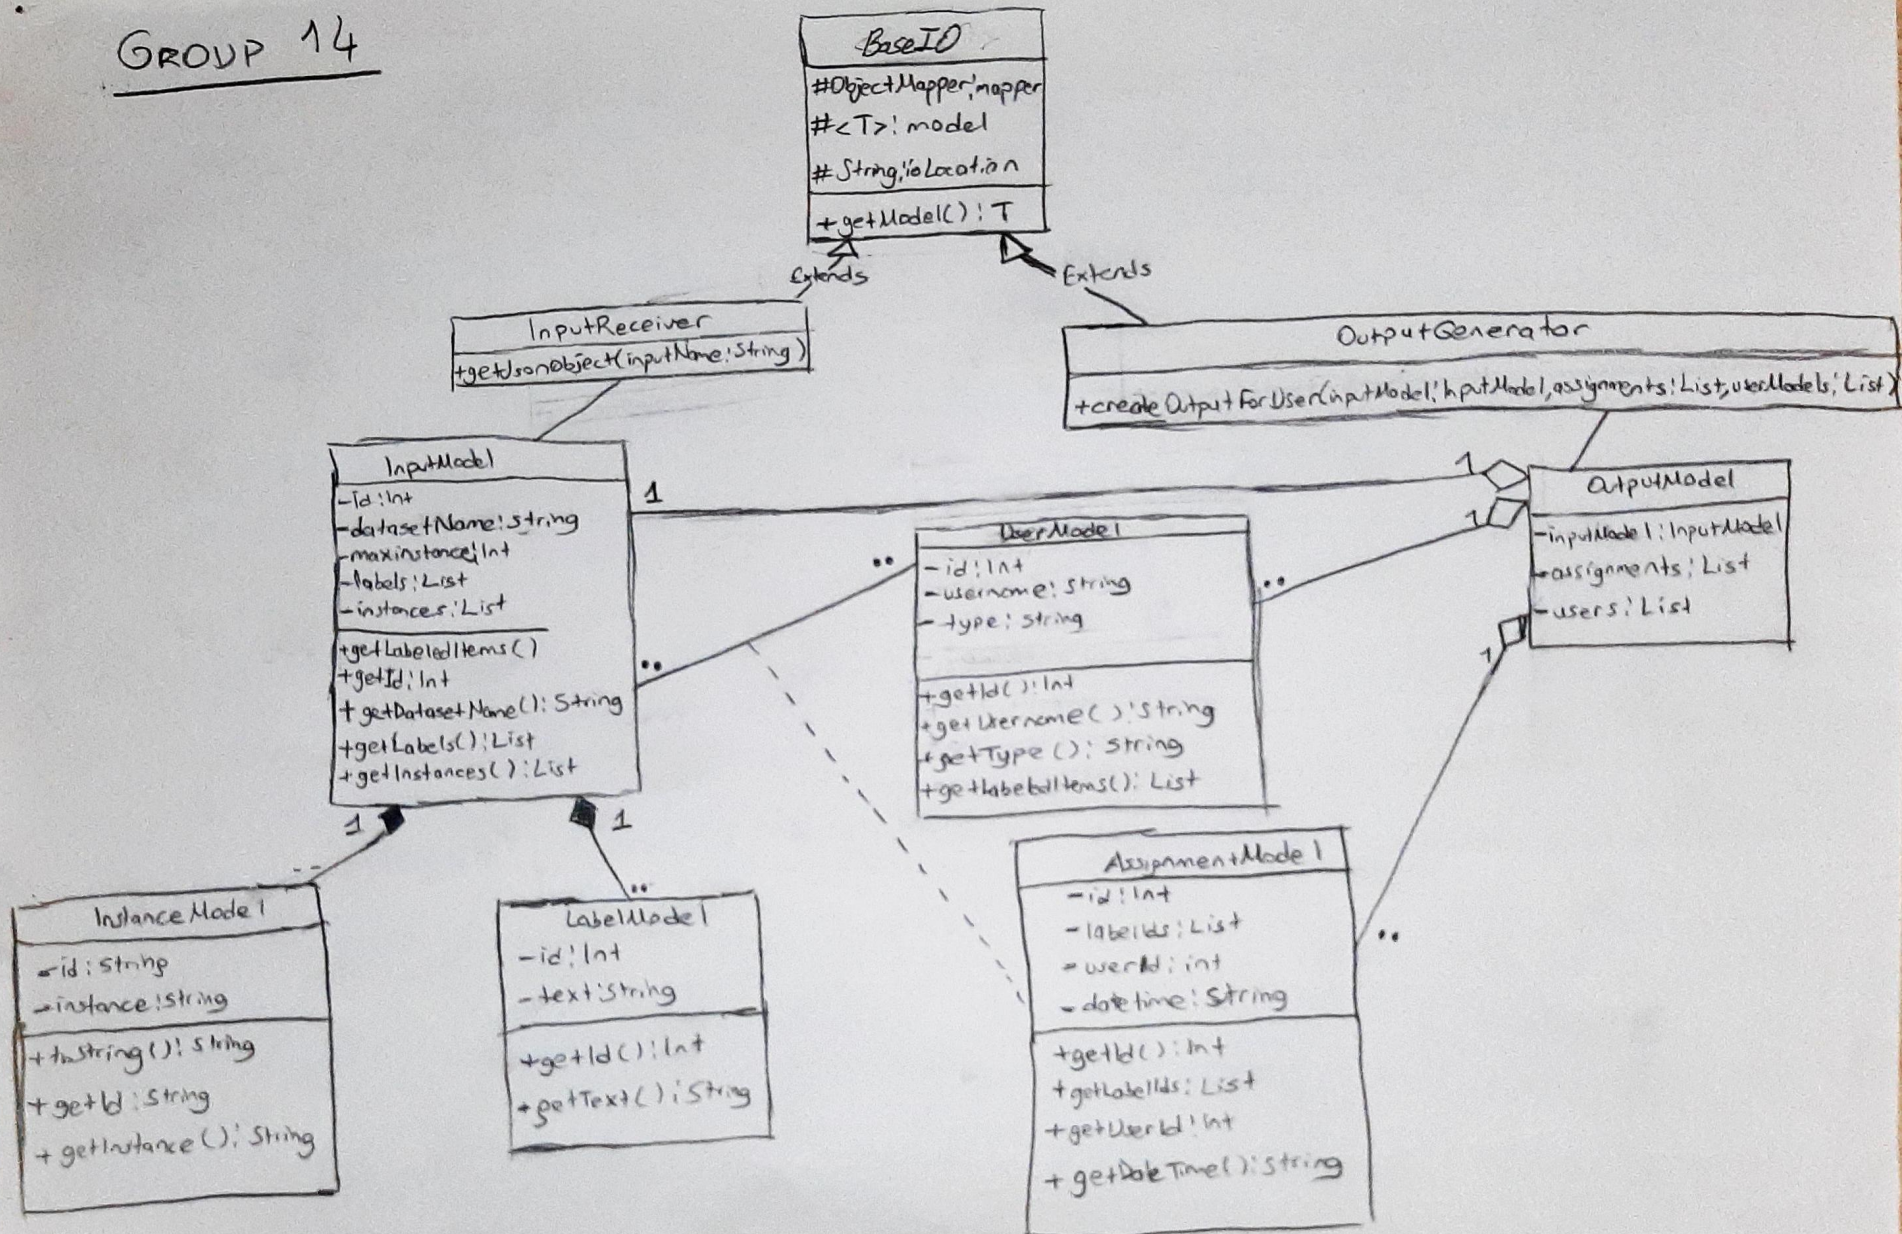 GROUP 14
BaseIO
#ObjectMapper:mapper
#<T>: model
#String:ioLocation
+getModel(): T
Extends
Extends
InputReceiver
+getJsonObject(inputName:String)
OutputGenerator
+createOutputForUser(inputModel:InputModel,assignments:List,userModels:List)
InputModel
-id:Int
-datasetName:String
-maxinstance:Int
-labels:List
-instances:List
+getLabeledItems()
+getId:Int
+getDatasetName(): String
+getLabels():List
+getInstances():List
1
1
1
..
..
..
UserModel
-id:Int
-username: String
-type: String
+getId():Int
+getUsername():String
+getType(): String
+getLabeledItems(): List
OutputModel
-inputModel:InputModel
-assignments:List
-users:List
1
..
1
--
1
..
InstanceModel
-id:String
-instance:String
+toString(): String
+getId:String
+getInstance(): String
LabelModel
-id:Int
-text:String
+getId():Int
+getText():String
AssignmentModel
-id:Int
-labelIds:List
-userId:int
-datetime:String
+getId():Int
+getLabelIds:List
+getUserId:Int
+getDateTime():String